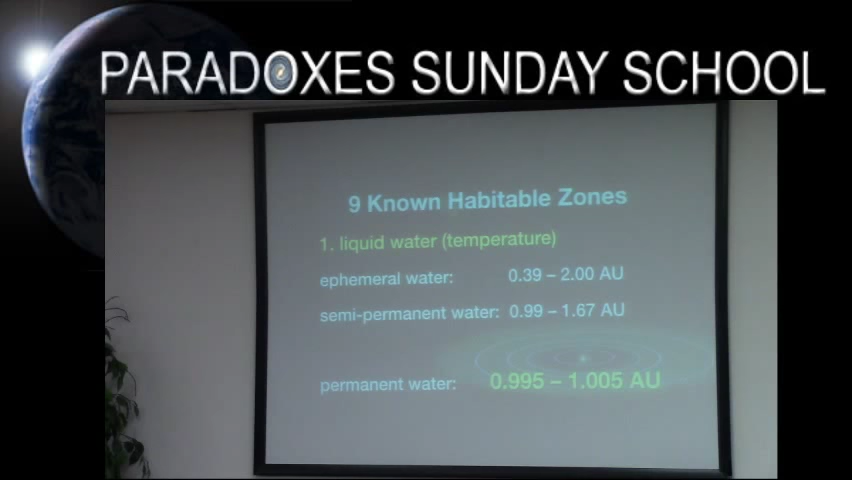 PARADOXES SUNDAY SCHOOL
9 Known Habitable Zones
1. liquid water (temperature)
ephemeral water: 0.39 – 2.00 AU
semi-permanent water: 0.99 – 1.67 AU
permanent water: 0.995 – 1.005 AU